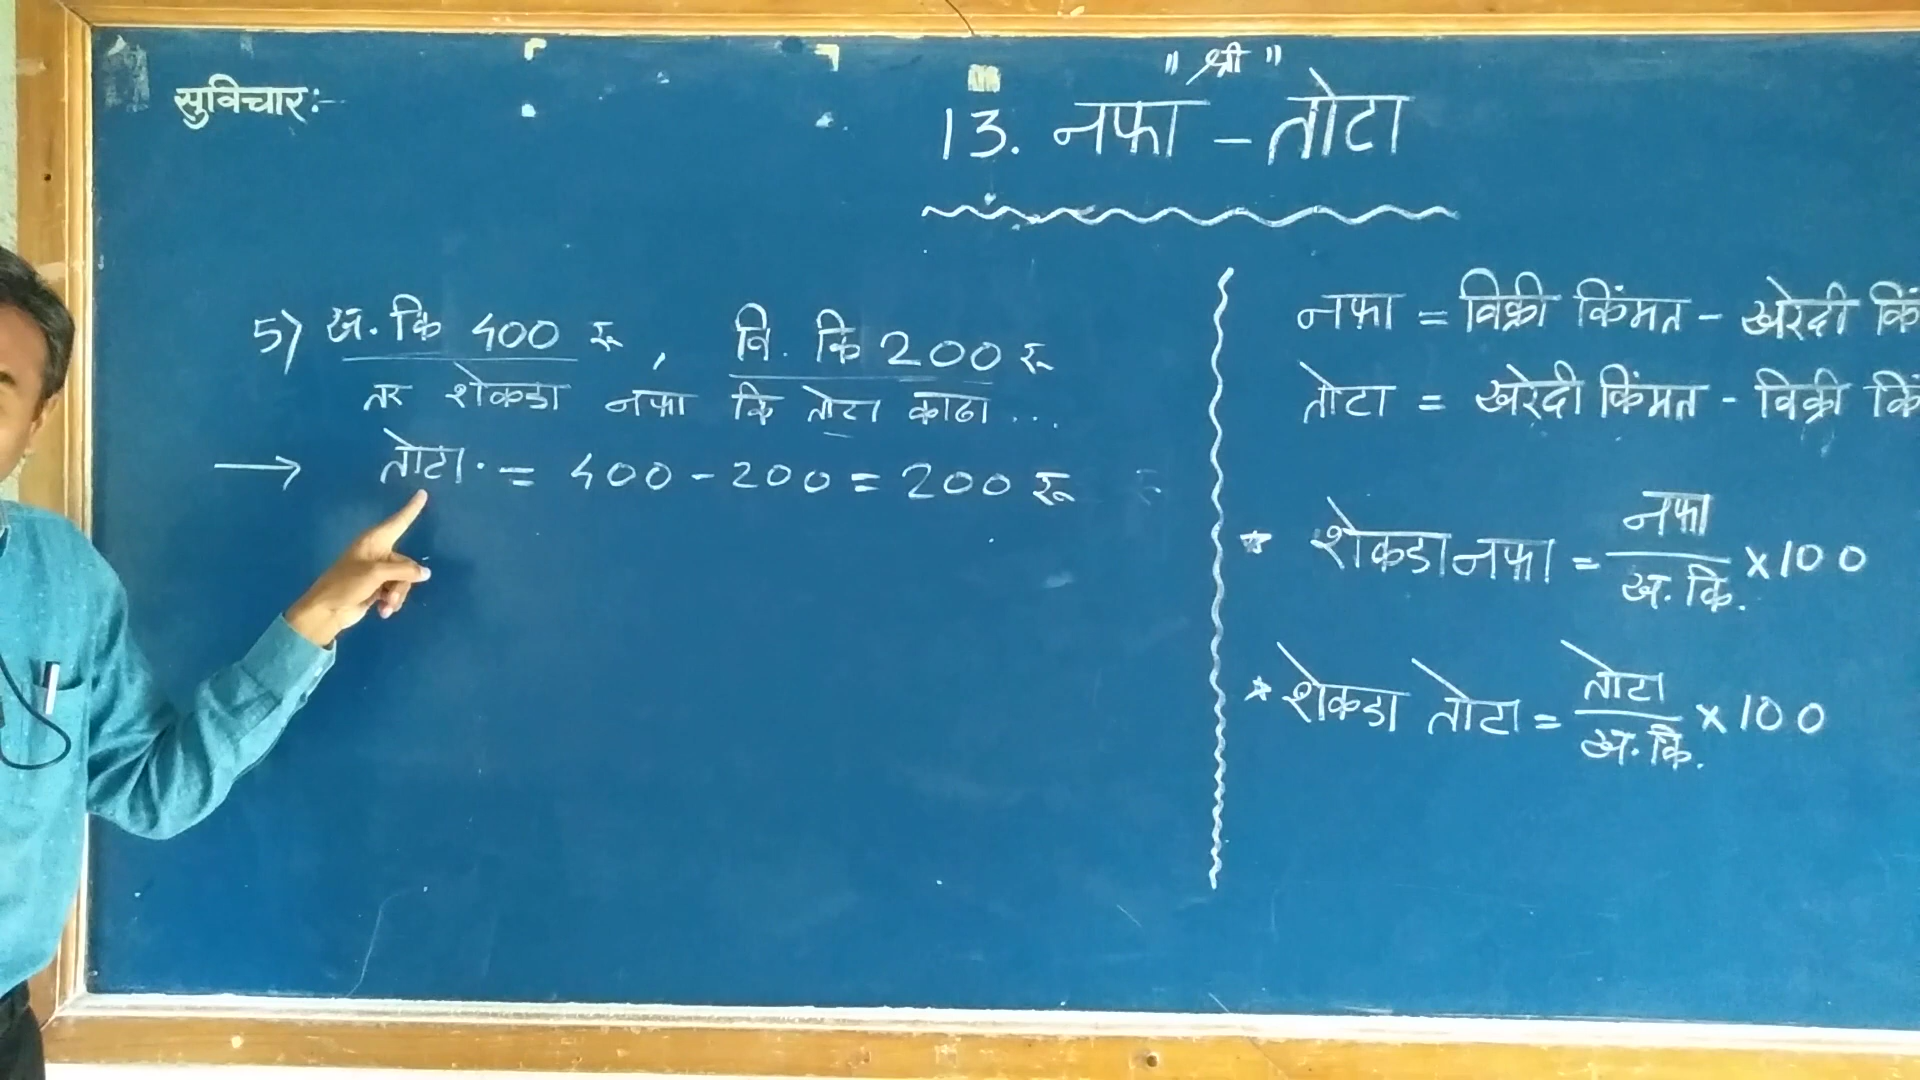 " श्री "
सुविचार:-
13. नफा - तोटा
5) ख. कि 400 रू , वि. कि 200 रू
तर शेकडा नफा कि तोटा काढा ...
→ तोटा. = 400 - 200 = 200 रू
नफा = विक्री किंमत - खरेदी किं
तोटा = खरेदी किंमत - विक्री किं
* शेकडा नफा = नफा / ख. कि. × 100
* शेकडा तोटा = तोटा / ख. कि. × 100